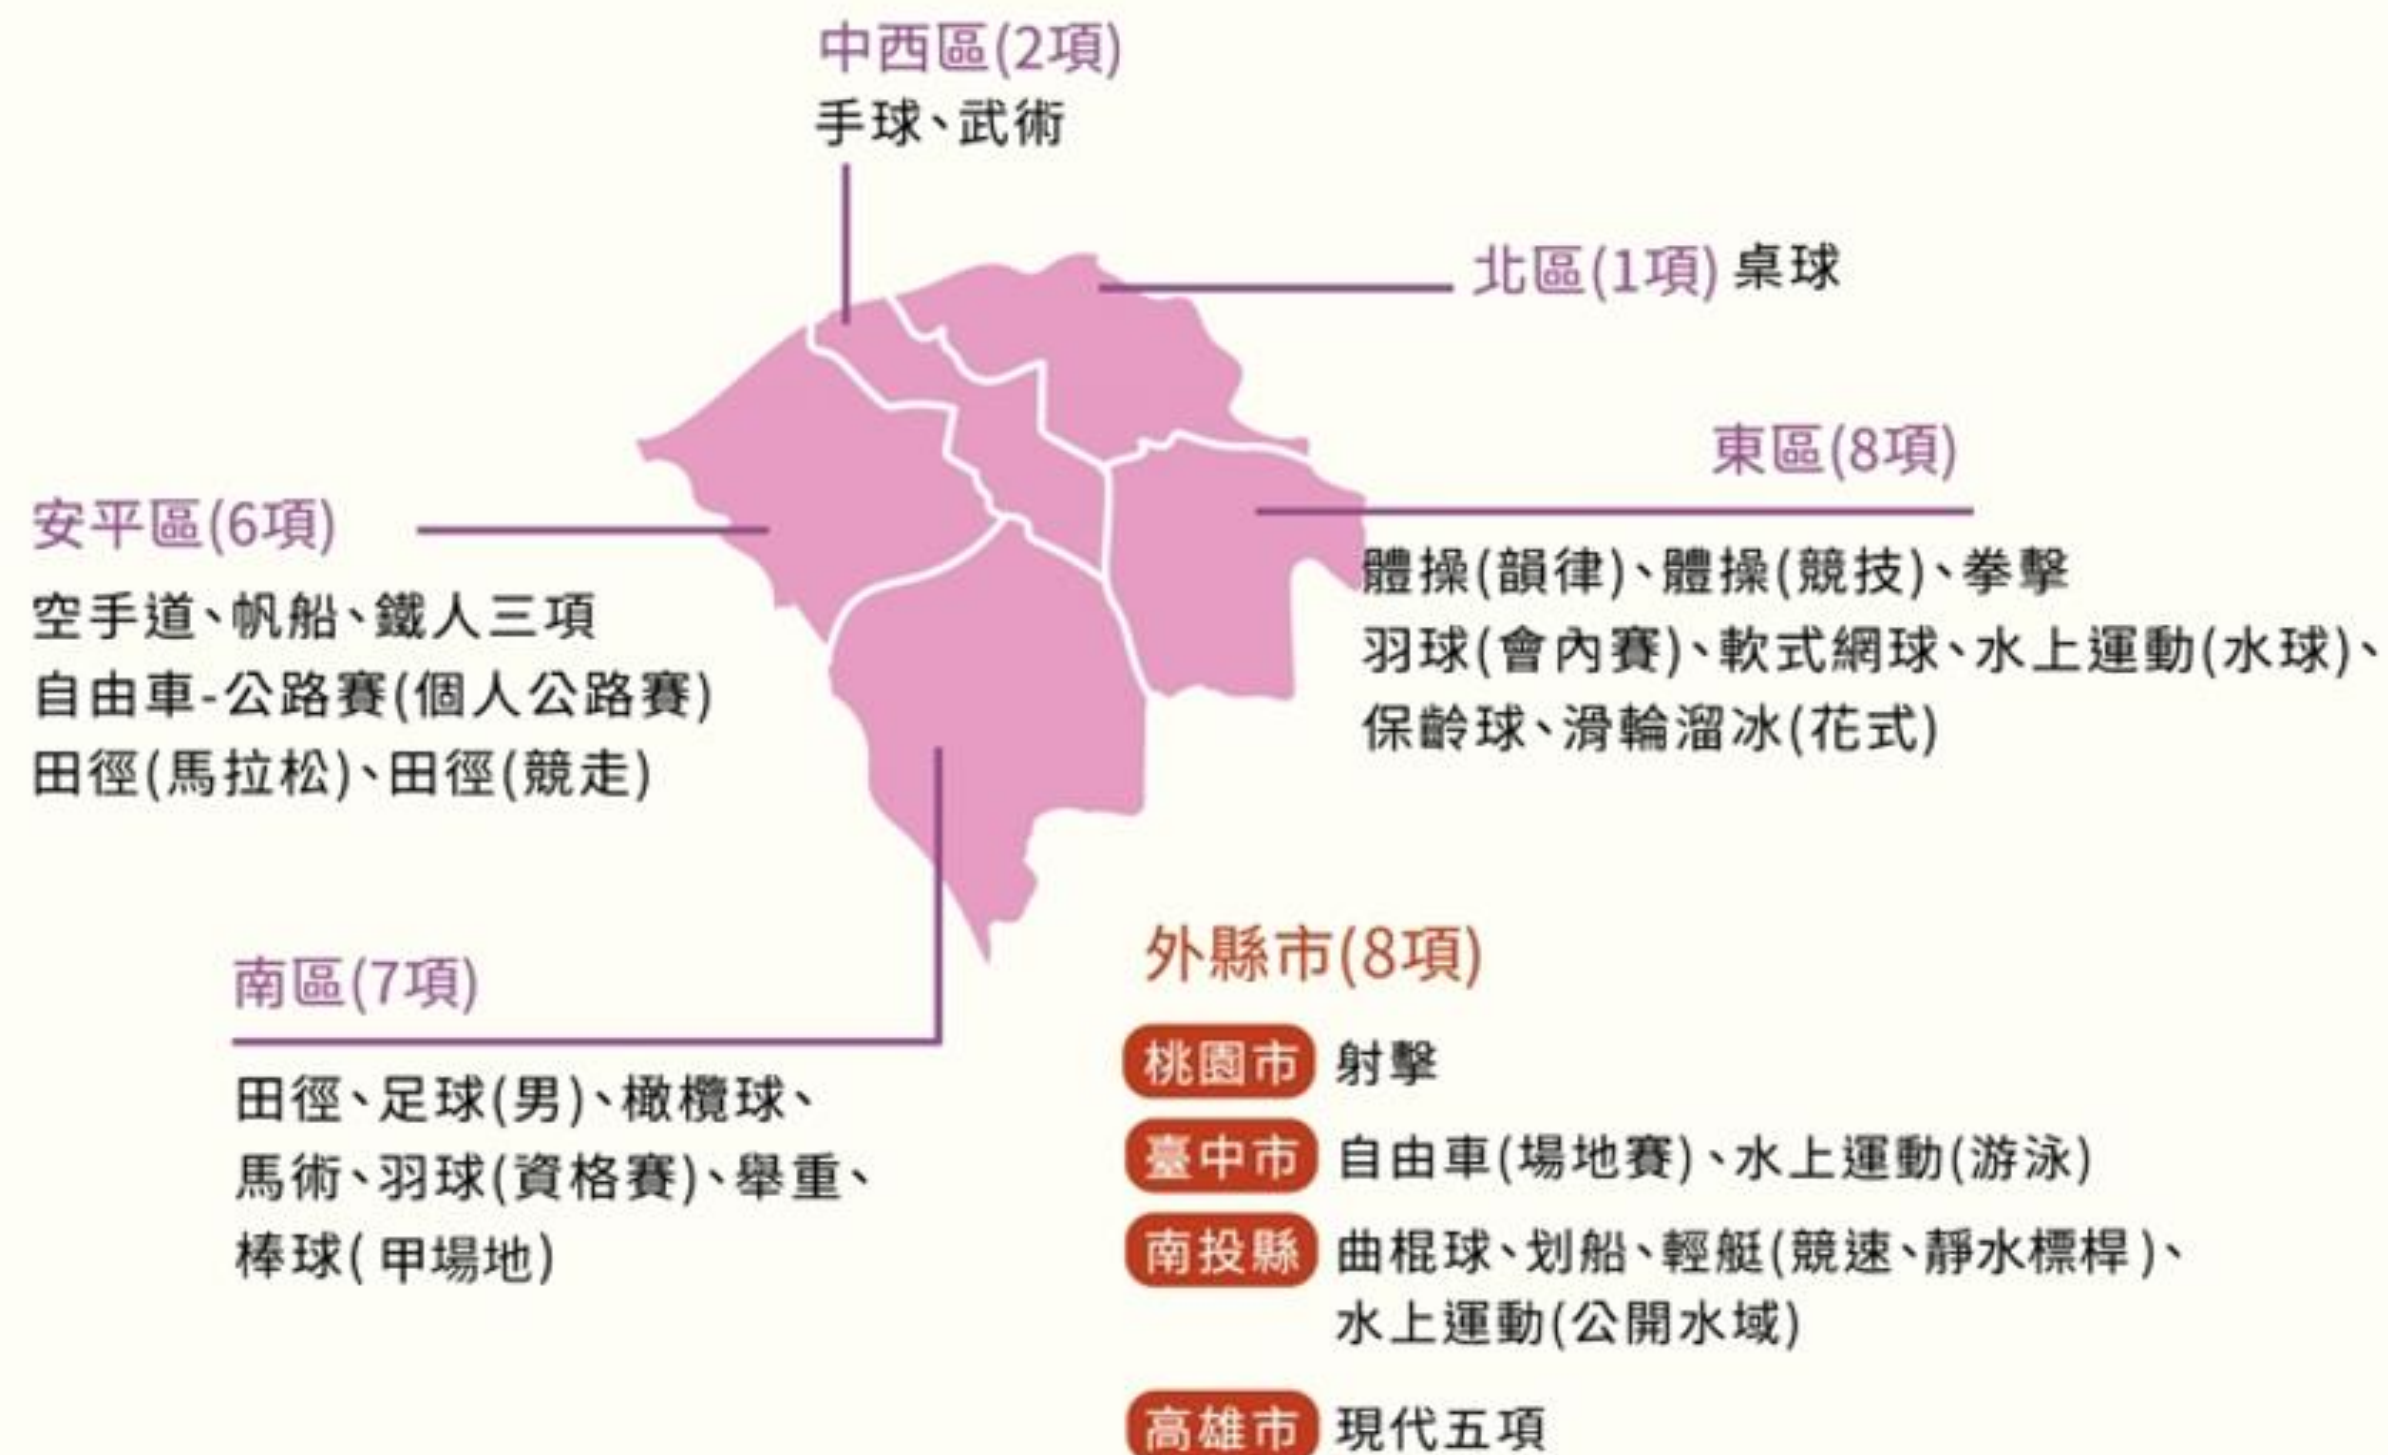 中西區(2項)
手球、武術
北區(1項) 桌球
東區(8項)
體操(韻律)、體操(競技)、拳擊
羽球(會內賽)、軟式網球、水上運動(水球)、
保齡球、滑輪溜冰(花式)
安平區(6項)
空手道、帆船、鐵人三項
自由車-公路賽(個人公路賽)
田徑(馬拉松)、田徑(競走)
南區(7項)
田徑、足球(男)、橄欖球、
馬術、羽球(資格賽)、舉重、
棒球(甲場地)
外縣市(8項)
桃園市 射擊
臺中市 自由車(場地賽)、水上運動(游泳)
南投縣 曲棍球、划船、輕艇(競速、靜水標桿)、
水上運動(公開水域)
高雄市 現代五項